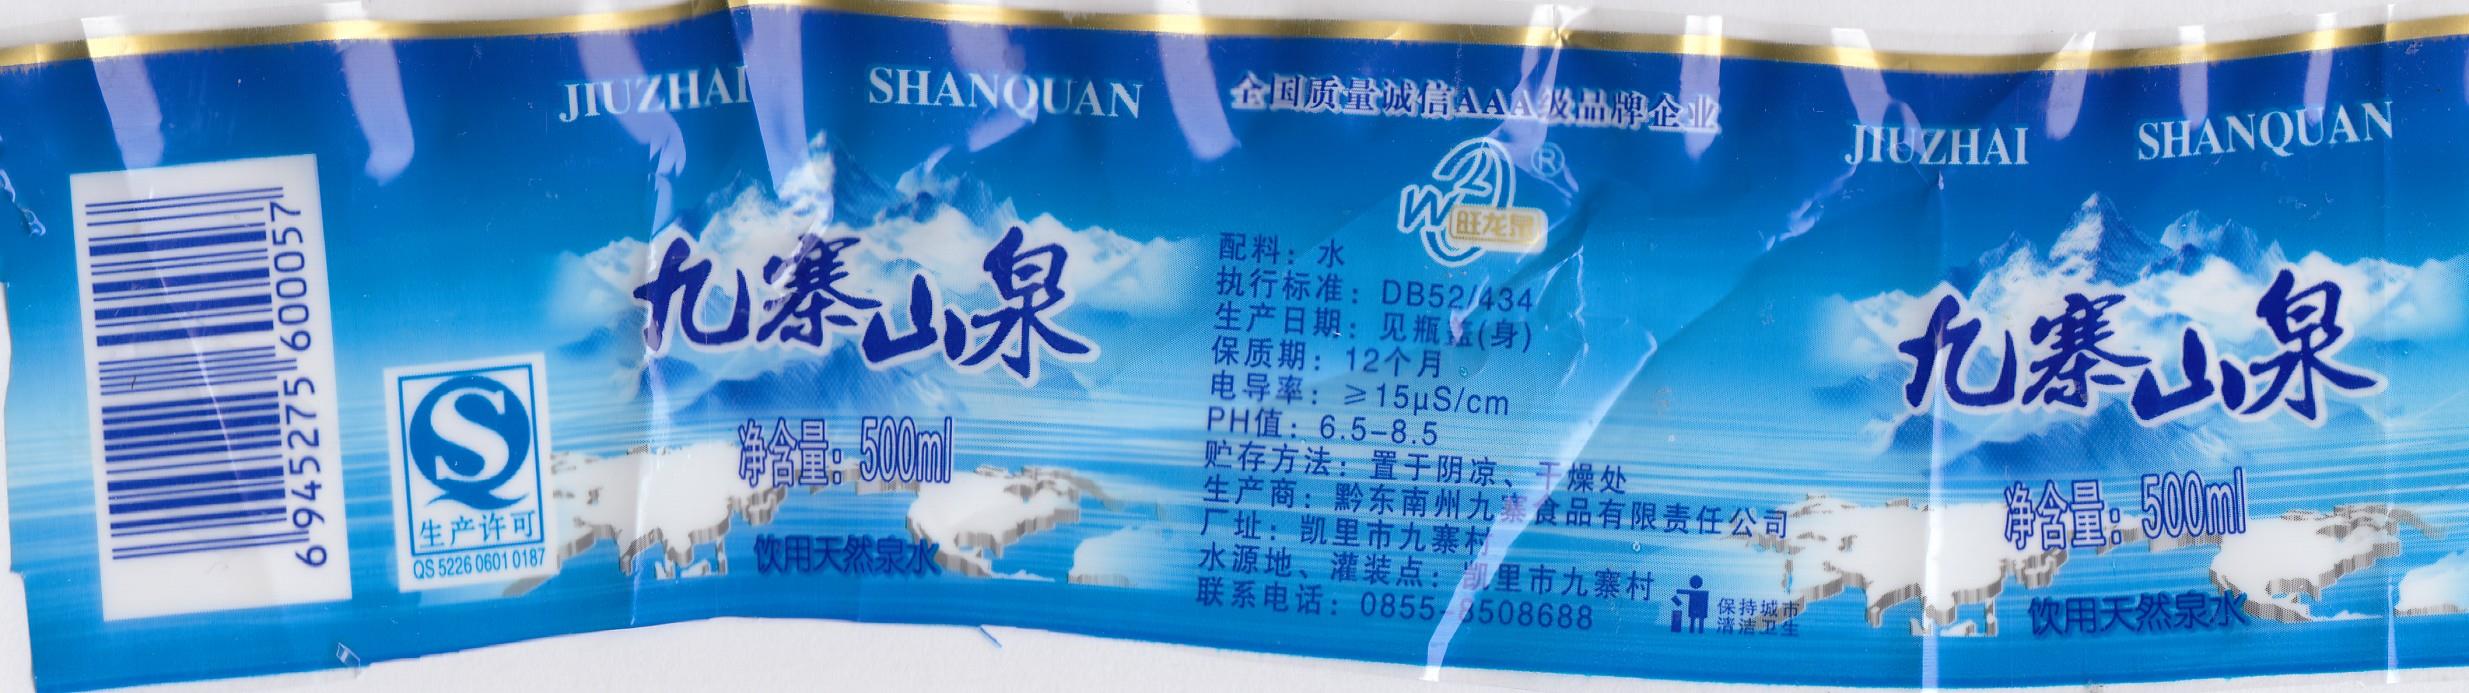 6 945275 600057
生产许可
QS 5226 0601 0187
JIUZHAI SHANQUAN
九寨山泉
净含量：500ml
饮用天然泉水
全国质量诚信AAA级品牌企业
®
旺龙泉
配料：水
执行标准：DB52/434
生产日期：见瓶盖(身)
保质期：12个月
电导率：≥15μS/cm
PH值：6.5-8.5
贮存方法：置于阴凉、干燥处
生产商：黔东南州九寨食品有限责任公司
厂址：凯里市九寨村
水源地、灌装点：凯里市九寨村
联系电话：0855-8508688
保持城市
清洁卫生
JIUZHAI SHANQUAN
九寨山泉
净含量：500ml
饮用天然泉水